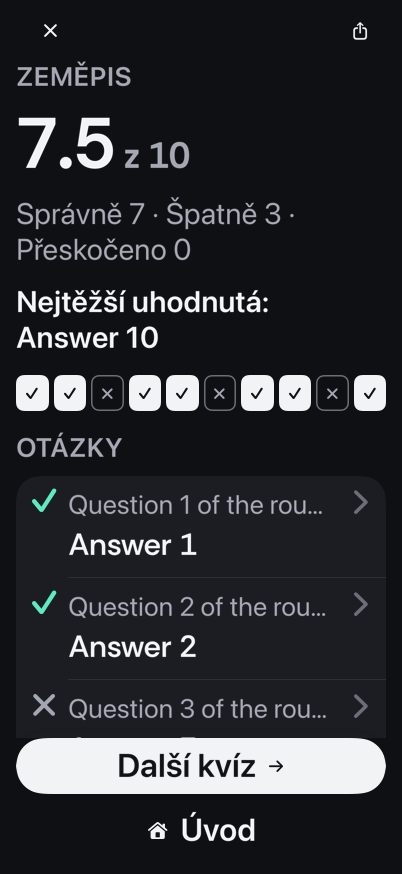 ZEMĚPIS
7.5 z 10
Správně 7 · Špatně 3 ·
Přeskočeno 0
Nejtěžší uhodnutá:
Answer 10
OTÁZKY
Question 1 of the rou...
Answer 1
Question 2 of the rou...
Answer 2
Question 3 of the rou...
Další kvíz →
Úvod